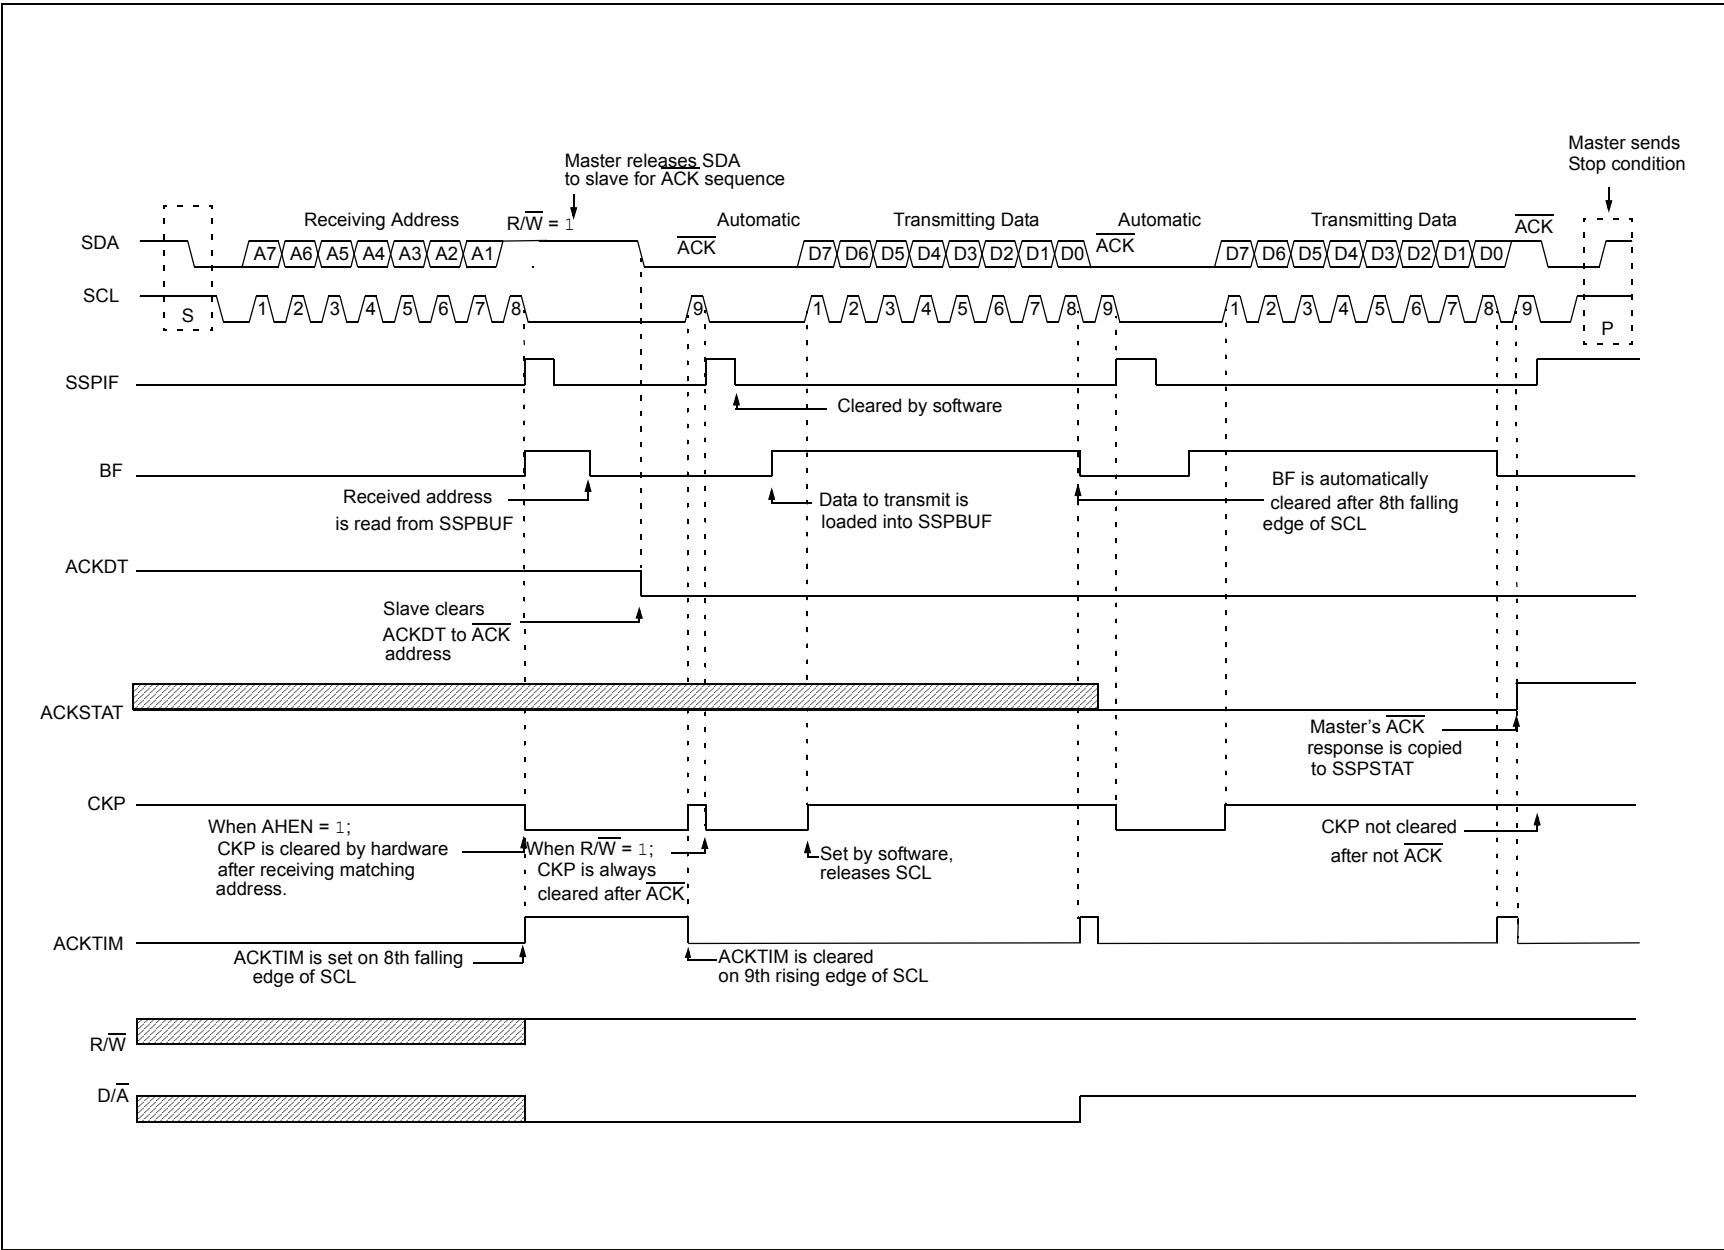 Master sends
Stop condition
Master releases SDA
to slave for A̅C̅K̅ sequence
Receiving Address
R/W̅ = 1
Automatic
Transmitting Data
Automatic
Transmitting Data
A̅C̅K̅
SDA
A7 A6 A5 A4 A3 A2 A1
A̅C̅K̅
D7 D6 D5 D4 D3 D2 D1 D0
A̅C̅K̅
D7 D6 D5 D4 D3 D2 D1 D0
SCL
S
1 2 3 4 5 6 7 8 9
1 2 3 4 5 6 7 8 9
1 2 3 4 5 6 7 8 9
P
SSPIF
Cleared by software
BF
Received address
is read from SSPBUF
Data to transmit is
loaded into SSPBUF
BF is automatically
cleared after 8th falling
edge of SCL
ACKDT
Slave clears
ACKDT to A̅C̅K̅
address
ACKSTAT
Master's A̅C̅K̅
response is copied
to SSPSTAT
CKP
When AHEN = 1;
CKP is cleared by hardware
after receiving matching
address.
When R/W̅ = 1;
CKP is always
cleared after A̅C̅K̅
Set by software,
releases SCL
CKP not cleared
after not A̅C̅K̅
ACKTIM
ACKTIM is set on 8th falling
edge of SCL
ACKTIM is cleared
on 9th rising edge of SCL
R/W̅
D/A̅